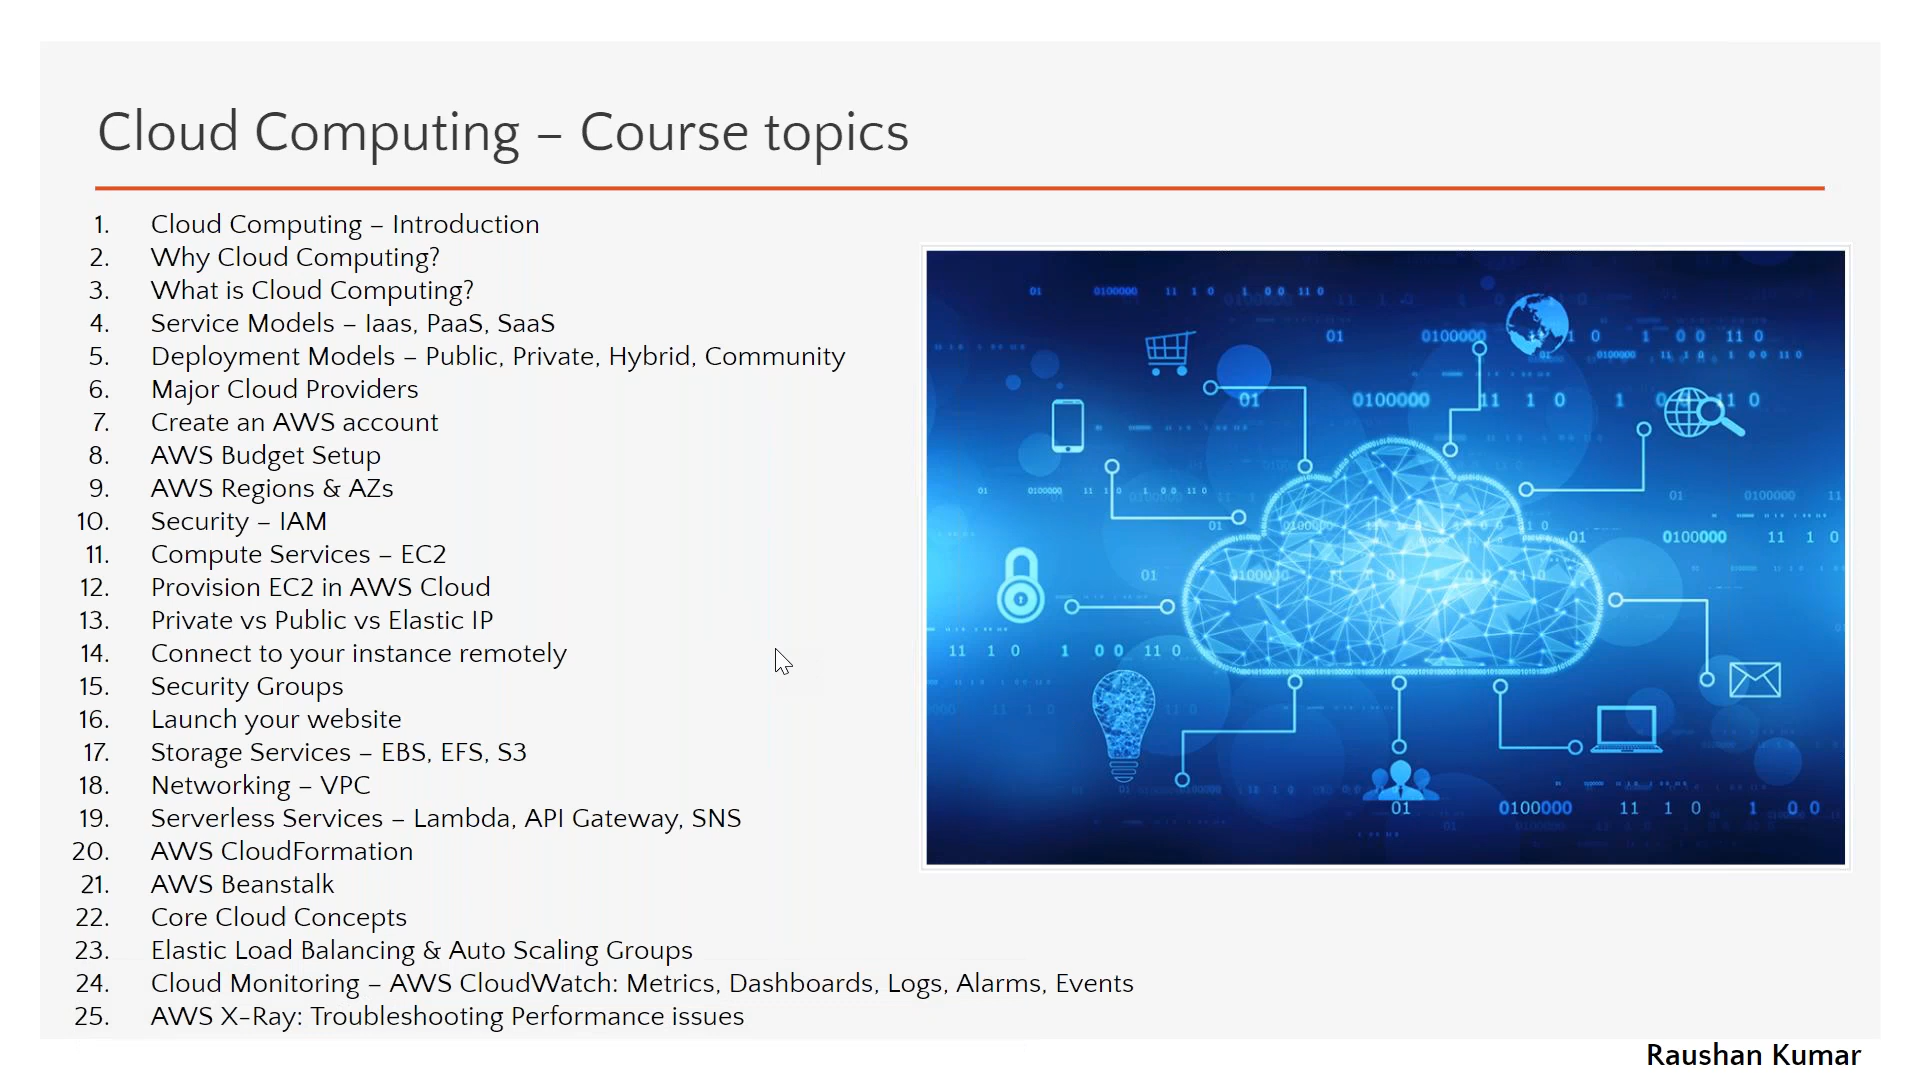 Cloud Computing – Course topics
1. Cloud Computing – Introduction
2. Why Cloud Computing?
3. What is Cloud Computing?
4. Service Models – Iaas, PaaS, SaaS
5. Deployment Models – Public, Private, Hybrid, Community
6. Major Cloud Providers
7. Create an AWS account
8. AWS Budget Setup
9. AWS Regions & AZs
10. Security – IAM
11. Compute Services – EC2
12. Provision EC2 in AWS Cloud
13. Private vs Public vs Elastic IP
14. Connect to your instance remotely
15. Security Groups
16. Launch your website
17. Storage Services – EBS, EFS, S3
18. Networking – VPC
19. Serverless Services – Lambda, API Gateway, SNS
20. AWS CloudFormation
21. AWS Beanstalk
22. Core Cloud Concepts
23. Elastic Load Balancing & Auto Scaling Groups
24. Cloud Monitoring – AWS CloudWatch: Metrics, Dashboards, Logs, Alarms, Events
25. AWS X-Ray: Troubleshooting Performance issues
Raushan Kumar